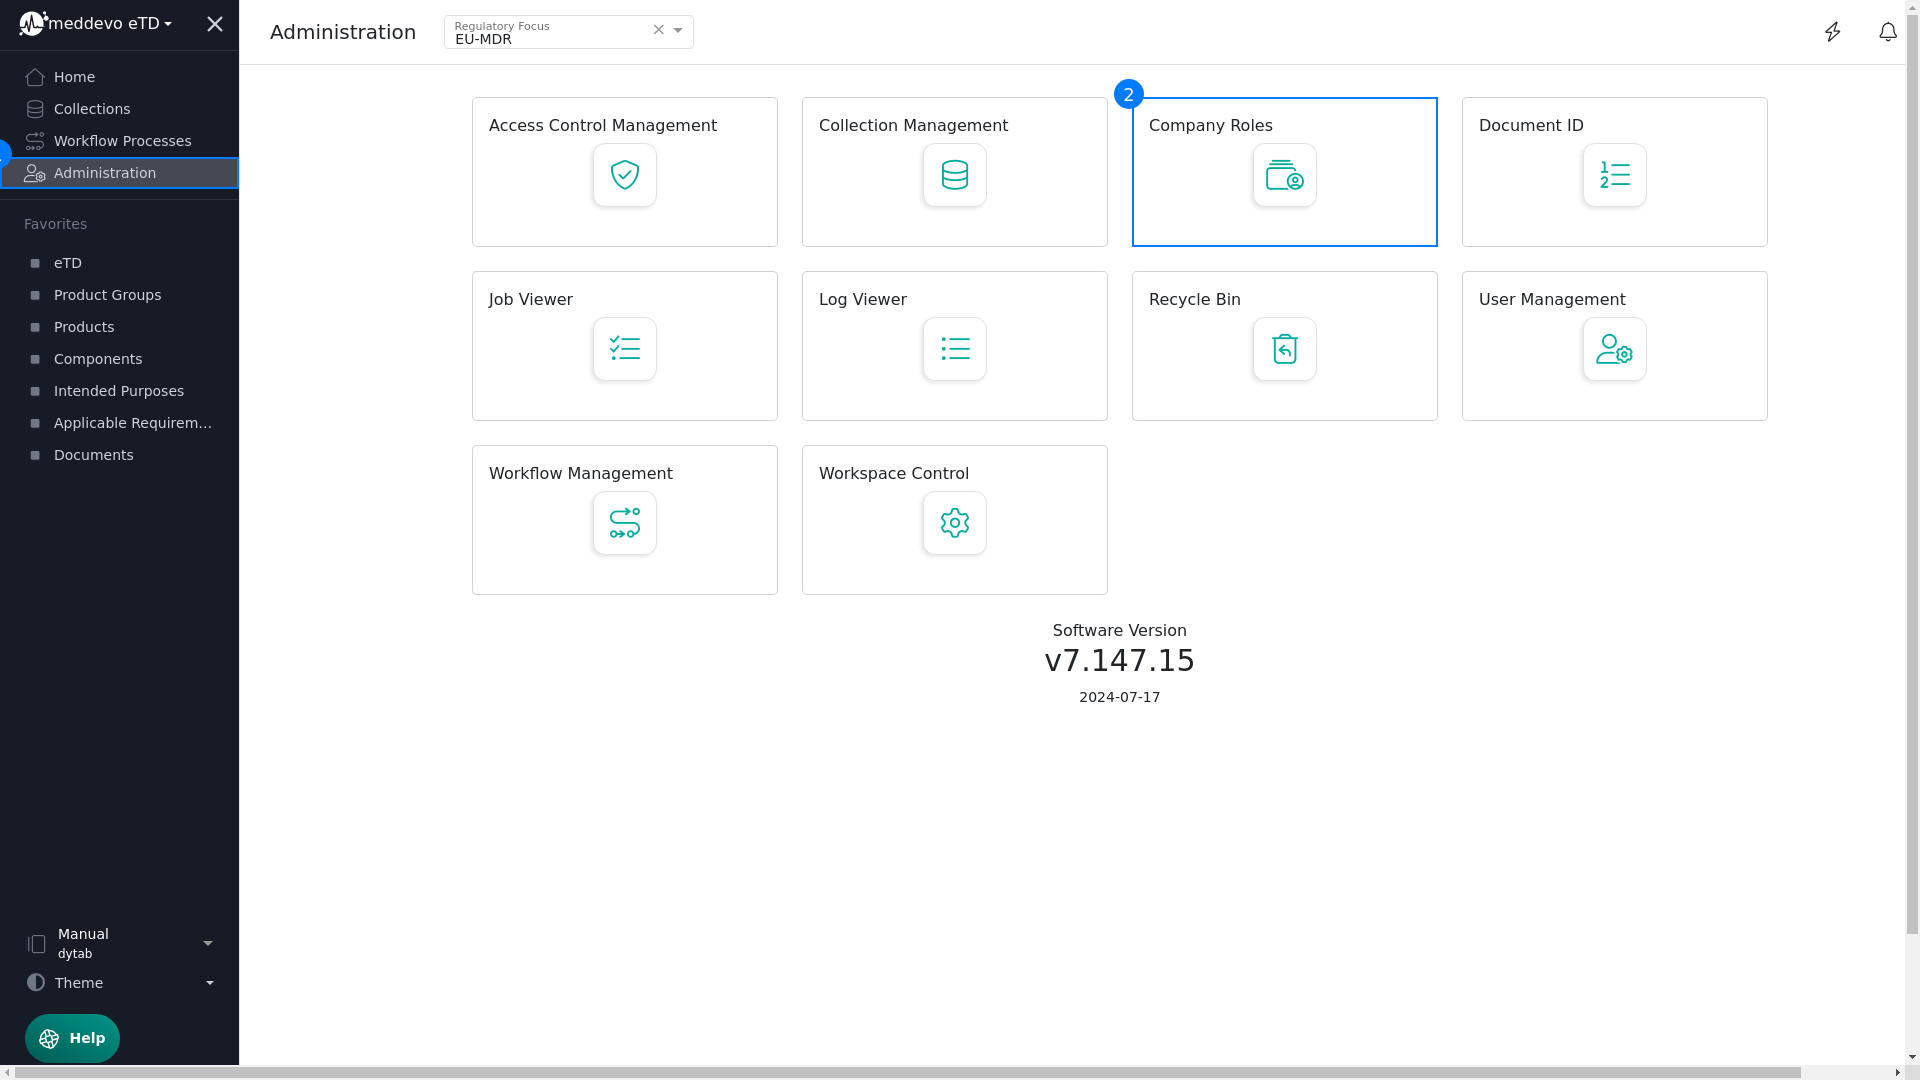 meddevo eTD
Home
Collections
Workflow Processes
Administration
Favorites
eTD
Product Groups
Products
Components
Intended Purposes
Applicable Requirem...
Documents
Manual
dytab
Theme
Help
Administration
Regulatory Focus
EU-MDR
2
Access Control Management
Collection Management
Company Roles
Document ID
1
2
Job Viewer
Log Viewer
Recycle Bin
User Management
Workflow Management
Workspace Control
Software Version
v7.147.15
2024-07-17